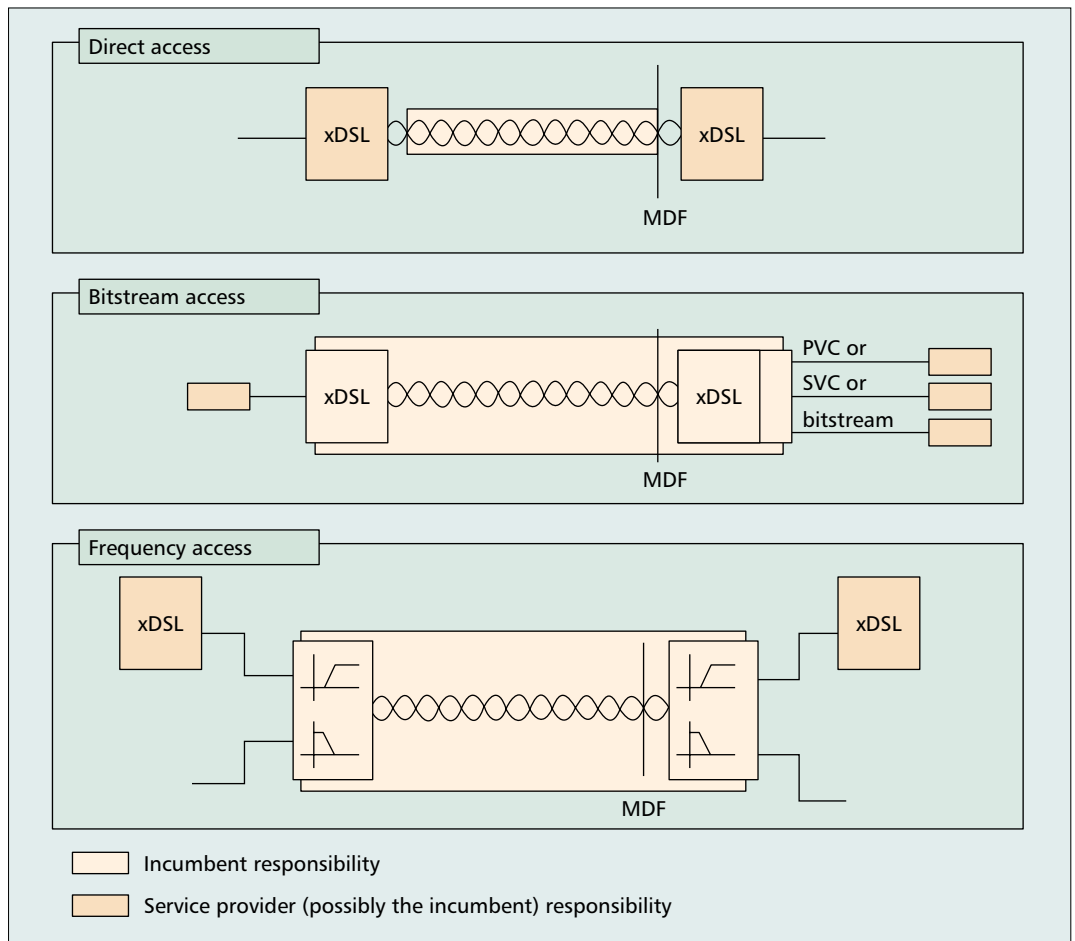 Direct access
xDSL
xDSL
MDF
Bitstream access
xDSL
xDSL
PVC or
SVC or
bitstream
MDF
Frequency access
xDSL
xDSL
MDF
Incumbent responsibility
Service provider (possibly the incumbent) responsibility